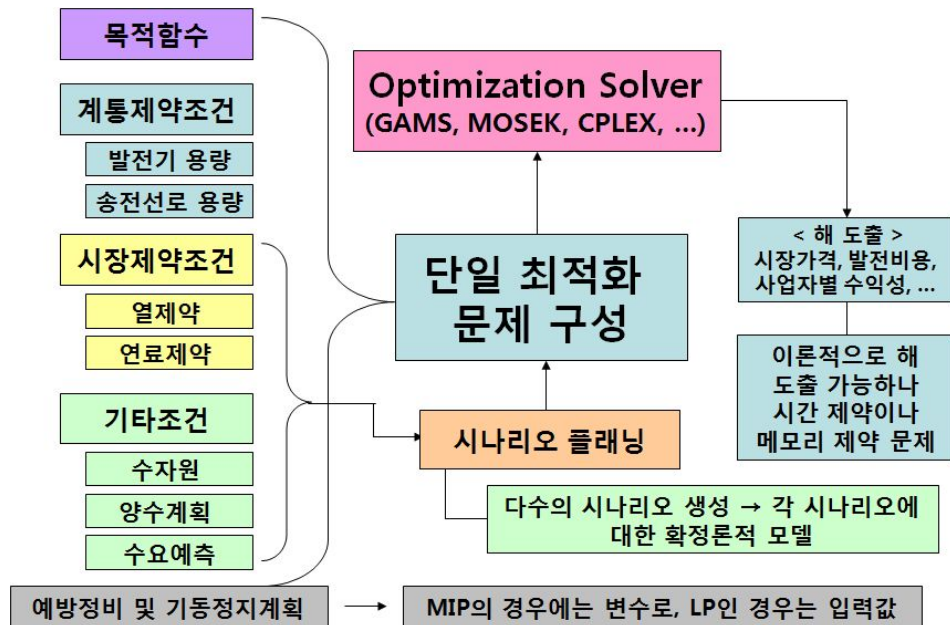 목적함수
계통제약조건
발전기 용량
송전선로 용량
시장제약조건
열제약
연료제약
기타조건
수자원
양수계획
수요예측
예방정비 및 기동정지계획
Optimization Solver
(GAMS, MOSEK, CPLEX, ...)
단일 최적화
문제 구성
시나리오 플래닝
다수의 시나리오 생성 → 각 시나리오에
대한 확정론적 모델
MIP의 경우에는 변수로, LP인 경우는 입력값
< 해 도출 >
시장가격, 발전비용,
사업자별 수익성, ...
이론적으로 해
도출 가능하나
시간 제약이나
메모리 제약 문제